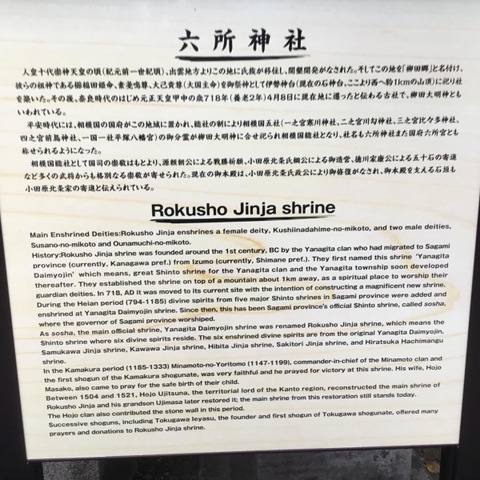 六所神社
人皇十代崇神天皇の頃(紀元前一世紀頃)、出雲地方よりこの地に氏族が移住し、開墾開発がなされた。そしてこの地を「柳田郷」と名付け、
彼らの祖神である櫛稲田姫命、素盞嗚尊、大己貴尊(大国主命)を御祭神として伊勢神台(現在の石神台、ここより西へ約1kmの山頂)に祀り社
を築いた。その後、奈良時代のはじめ元正天皇甲申の歳718年(養老2年)4月8日に現在地に遷ったと伝わる古社で、柳田大明神とも
いわれている。
平安時代には、相模国の国府がこの地域に置かれ、総社の制により相模国五社(一之宮寒川神社、二之宮川勾神社、三之宮比々多神社、
四之宮前鳥神社、一国一社平塚八幡宮)の御分霊が柳田大明神に合せ祀られ相模国総社となり、社名も六所神社また国府六所宮とも
称せられるようになった。
相模国総社として国司の崇敬はもとより、源頼朝公による戦勝祈願、小田原北条氏綱公による御造営、徳川家康公による五十石の寄進
など多くの武将からも格別なる崇敬が寄せられた。現在の御本殿は、小田原北条氏政公により御修復がなされ、御本殿を支える石垣も
小田原北条家の寄進と伝えられている。
Rokusho Jinja shrine
Main Enshrined Deities:Rokusho Jinja enshrines a female deity, Kushiinadahime-no-mikoto, and two male deities,
Susano-no-mikoto and Ounamuchi-no-mikoto.
History:Rokusho Jinja shrine was founded around the 1st century, BC by the Yanagita clan who had migrated to Sagami
province (currently, Kanagawa pref.) from Izumo (currently, Shimane pref.). They first named this shrine 'Yanagita
Daimyojin' which means, great Shinto shrine for the Yanagita clan and the Yanagita township soon developed
thereafter. They established the shrine on top of a mountain about 1km away, as a spiritual place to worship their
guardian deities. In 718, AD it was moved to its current site with the intention of constructing a magnificent new shrine.
During the Heian period (794-1185) divine spirits from five major Shinto shrines in Sagami province were added and
enshrined at Yanagita Daimyojin shrine. Since then, this has been Sagami province's official Shinto shrine, called sosha,
where the governor of Sagami province worshiped.
As sosha, the main official shrine, Yanagita Daimyojin shrine was renamed Rokusho Jinja shrine, which means the
Shinto shrine where six divine spirits reside. The six enshrined divine spirits are from the original Yanagita Daimyojin,
Samukawa Jinja shrine, Kawawa Jinja shrine, Hibita Jinja shrine, Sakitori Jinja shrine, and Hiratsuka Hachimangu
shrine.
In the Kamakura period (1185-1333) Minamoto-no-Yoritomo (1147-1199), commander-in-chief of the Minamoto clan and
the first shogun of the Kamakura shogunate, was very faithful and he prayed for victory at this shrine. His wife, Hojo
Masako, also came to pray for the safe birth of their child.
Between 1504 and 1521, Hojo Ujitsuna, the territorial lord of the Kanto region, reconstructed the main shrine of
Rokusho Jinja and his grandson Ujimasa later restored it; the main shrine from this restoration still stands today.
The Hojo clan also contributed the stone wall in this period.
Successive shoguns, including Tokugawa Ieyasu, the founder and first shogun of Tokugawa shogunate, offered many
prayers and donations to Rokusho Jinja shrine.